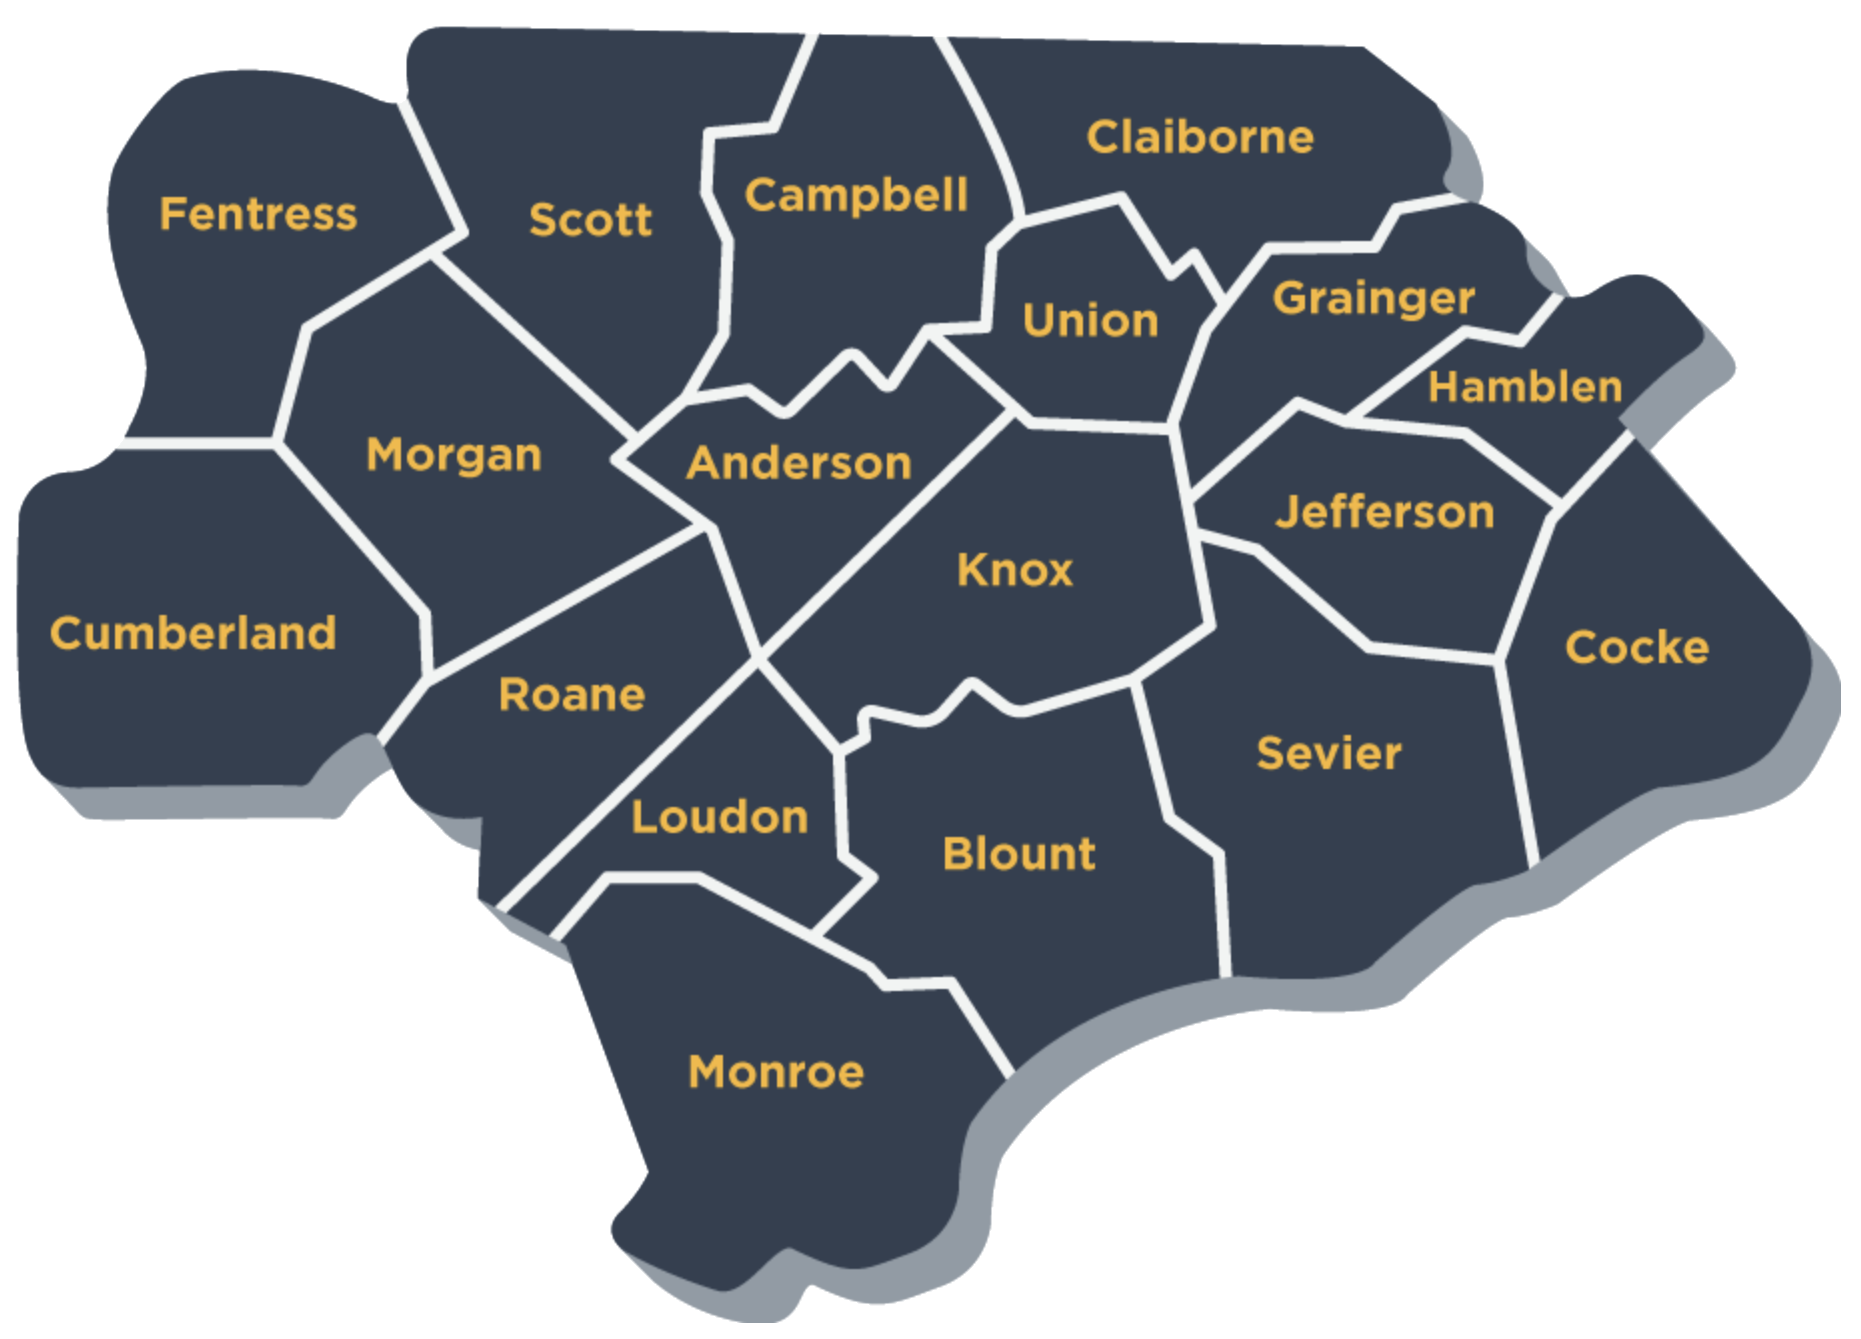 Claiborne
Campbell
Fentress
Scott
Grainger
Union
Hamblen
Morgan
Anderson
Jefferson
Knox
Cumberland
Cocke
Roane
Sevier
Loudon
Blount
Monroe